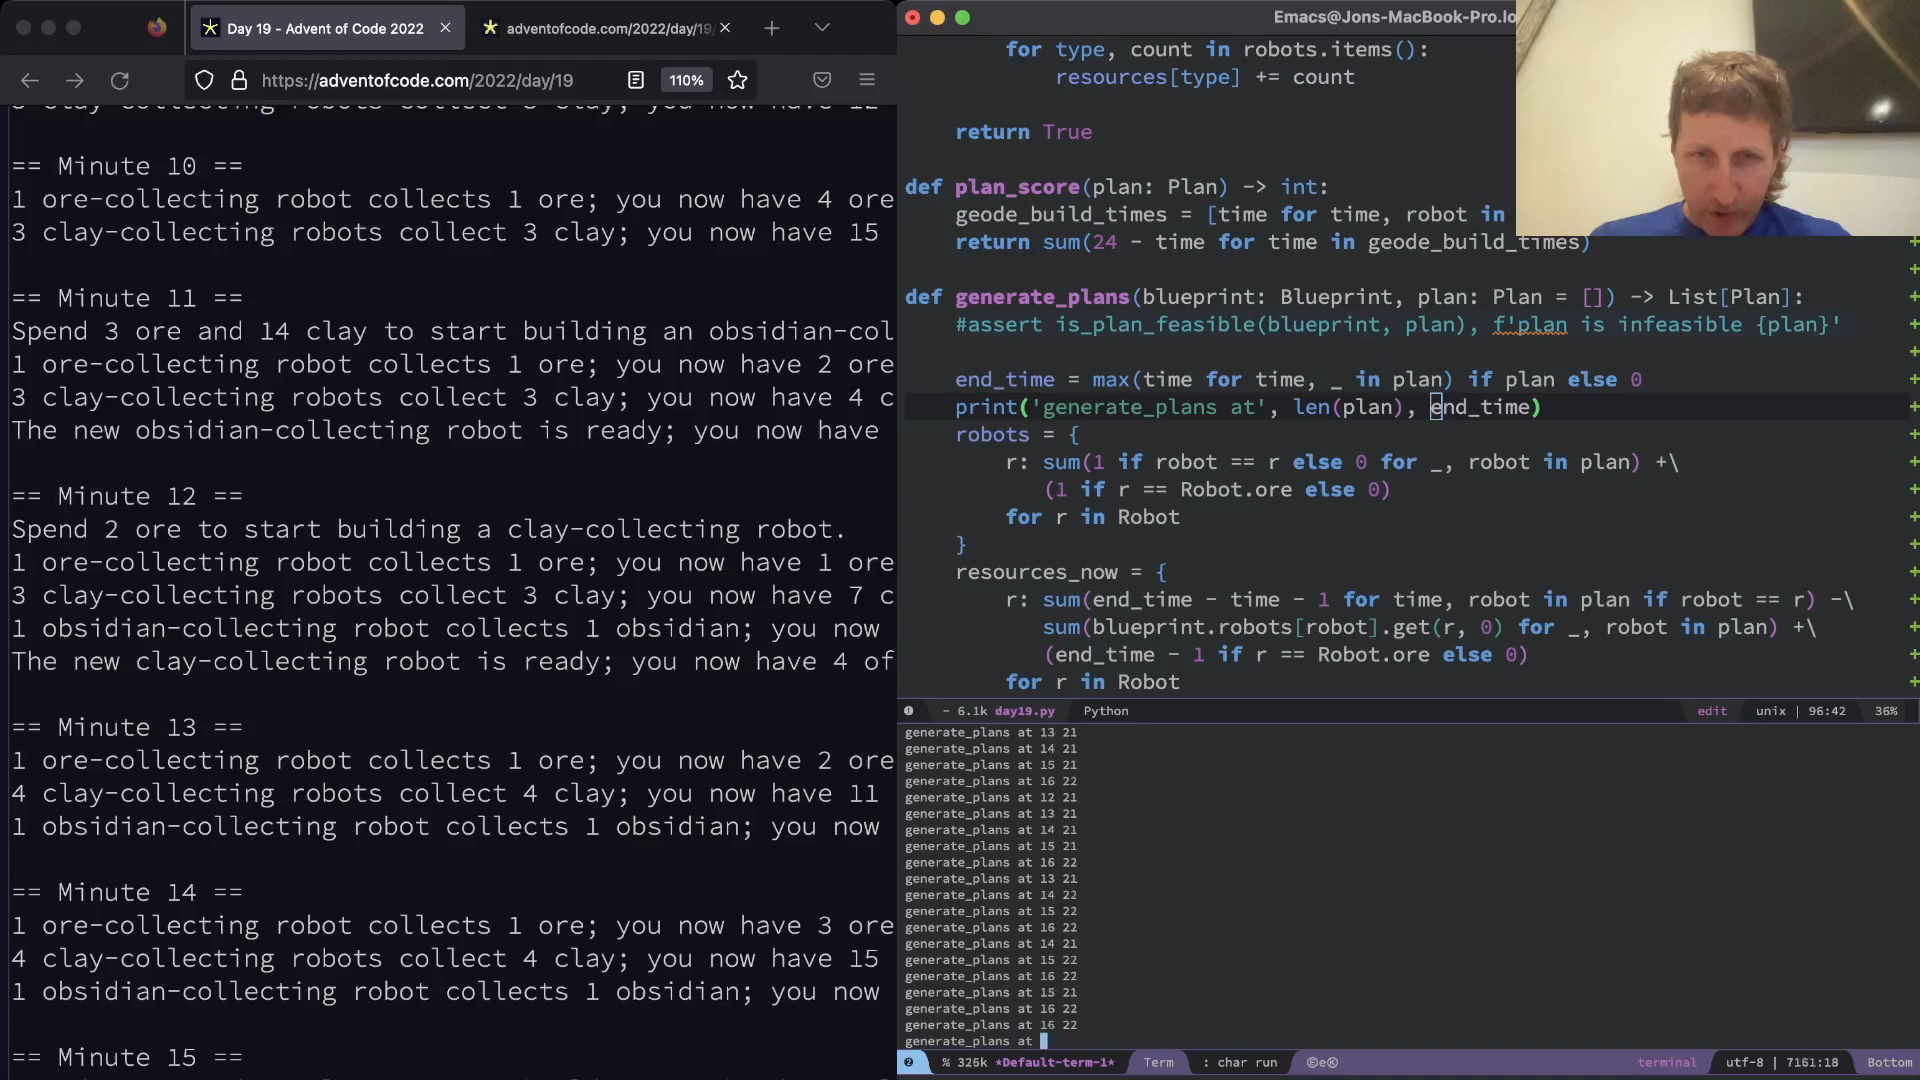 Day 19 - Advent of Code 2022
adventofcode.com/2022/day/19
https://adventofcode.com/2022/day/19
110%
3 clay-collecting robots collect 3 clay; you now have 12
== Minute 10 ==
1 ore-collecting robot collects 1 ore; you now have 4 ore
3 clay-collecting robots collect 3 clay; you now have 15
== Minute 11 ==
Spend 3 ore and 14 clay to start building an obsidian-col
1 ore-collecting robot collects 1 ore; you now have 2 ore
3 clay-collecting robots collect 3 clay; you now have 4 c
The new obsidian-collecting robot is ready; you now have
== Minute 12 ==
Spend 2 ore to start building a clay-collecting robot.
1 ore-collecting robot collects 1 ore; you now have 1 ore
3 clay-collecting robots collect 3 clay; you now have 7 c
1 obsidian-collecting robot collects 1 obsidian; you now
The new clay-collecting robot is ready; you now have 4 of
== Minute 13 ==
1 ore-collecting robot collects 1 ore; you now have 2 ore
4 clay-collecting robots collect 4 clay; you now have 11
1 obsidian-collecting robot collects 1 obsidian; you now
== Minute 14 ==
1 ore-collecting robot collects 1 ore; you now have 3 ore
4 clay-collecting robots collect 4 clay; you now have 15
1 obsidian-collecting robot collects 1 obsidian; you now
== Minute 15 ==
Emacs@Jons-MacBook-Pro.lo
for type, count in robots.items():
resources[type] += count
return True
def plan_score(plan: Plan) -> int:
geode_build_times = [time for time, robot in
return sum(24 - time for time in geode_build_times)
def generate_plans(blueprint: Blueprint, plan: Plan = []) -> List[Plan]:
#assert is_plan_feasible(blueprint, plan), f'plan is infeasible {plan}'
end_time = max(time for time, _ in plan) if plan else 0
print('generate_plans at', len(plan), end_time)
robots = {
r: sum(1 if robot == r else 0 for _, robot in plan) +\
(1 if r == Robot.ore else 0)
for r in Robot
}
resources_now = {
r: sum(end_time - time - 1 for time, robot in plan if robot == r) -\
sum(blueprint.robots[robot].get(r, 0) for _, robot in plan) +\
(end_time - 1 if r == Robot.ore else 0)
for r in Robot
- 6.1k day19.py Python edit unix | 96:42 36%
generate_plans at 13 21
generate_plans at 14 21
generate_plans at 15 21
generate_plans at 16 22
generate_plans at 12 21
generate_plans at 13 21
generate_plans at 14 21
generate_plans at 15 21
generate_plans at 16 22
generate_plans at 13 21
generate_plans at 14 22
generate_plans at 15 22
generate_plans at 16 22
generate_plans at 14 21
generate_plans at 15 22
generate_plans at 16 22
generate_plans at 15 21
generate_plans at 16 22
generate_plans at 16 22
generate_plans at
% 325k *Default-term-1* Term : char run ⒺⓔⓀ terminal utf-8 | 7161:18 Bottom